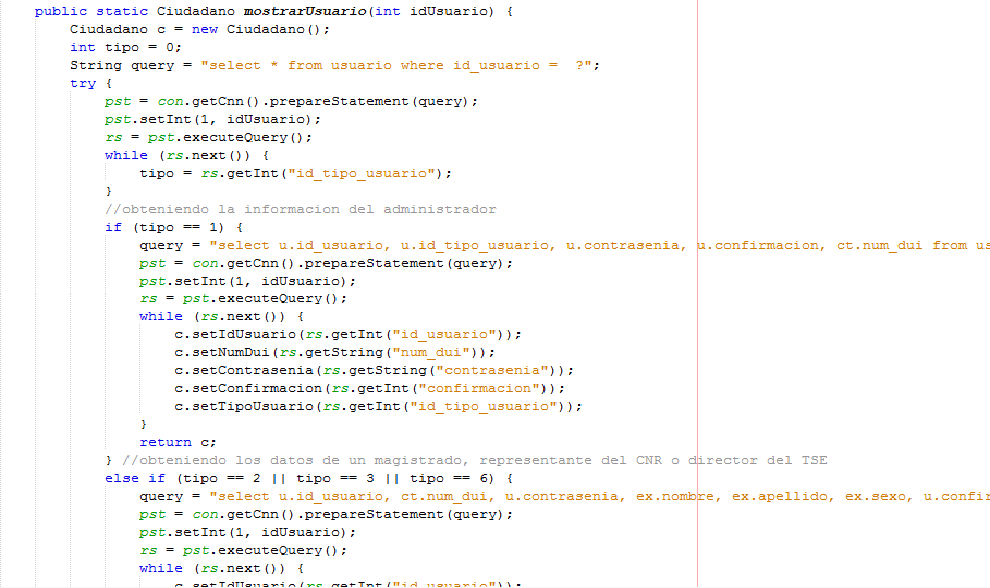 public static Ciudadano mostrarUsuario(int idUsuario) {
Ciudadano c = new Ciudadano();
int tipo = 0;
String query = "select * from usuario where id_usuario =  ?";
try {
pst = con.getCnn().prepareStatement(query);
pst.setInt(1, idUsuario);
rs = pst.executeQuery();
while (rs.next()) {
tipo = rs.getInt("id_tipo_usuario");
}
//obteniendo la informacion del administrador
if (tipo == 1) {
query = "select u.id_usuario, u.id_tipo_usuario, u.contrasenia, u.confirmacion, ct.num_dui from us
pst = con.getCnn().prepareStatement(query);
pst.setInt(1, idUsuario);
rs = pst.executeQuery();
while (rs.next()) {
c.setIdUsuario(rs.getInt("id_usuario"));
c.setNumDui(rs.getString("num_dui"));
c.setContrasenia(rs.getString("contrasenia"));
c.setConfirmacion(rs.getInt("confirmacion"));
c.setTipoUsuario(rs.getInt("id_tipo_usuario"));
}
return c;
} //obteniendo los datos de un magistrado, representante del CNR o director del TSE
else if (tipo == 2 || tipo == 3 || tipo == 6) {
query = "select u.id_usuario, ct.num_dui, u.contrasenia, ex.nombre, ex.apellido, ex.sexo, u.confir
pst = con.getCnn().prepareStatement(query);
pst.setInt(1, idUsuario);
rs = pst.executeQuery();
while (rs.next()) {
c.setIdUsuario(rs.getInt("id_usuario"));